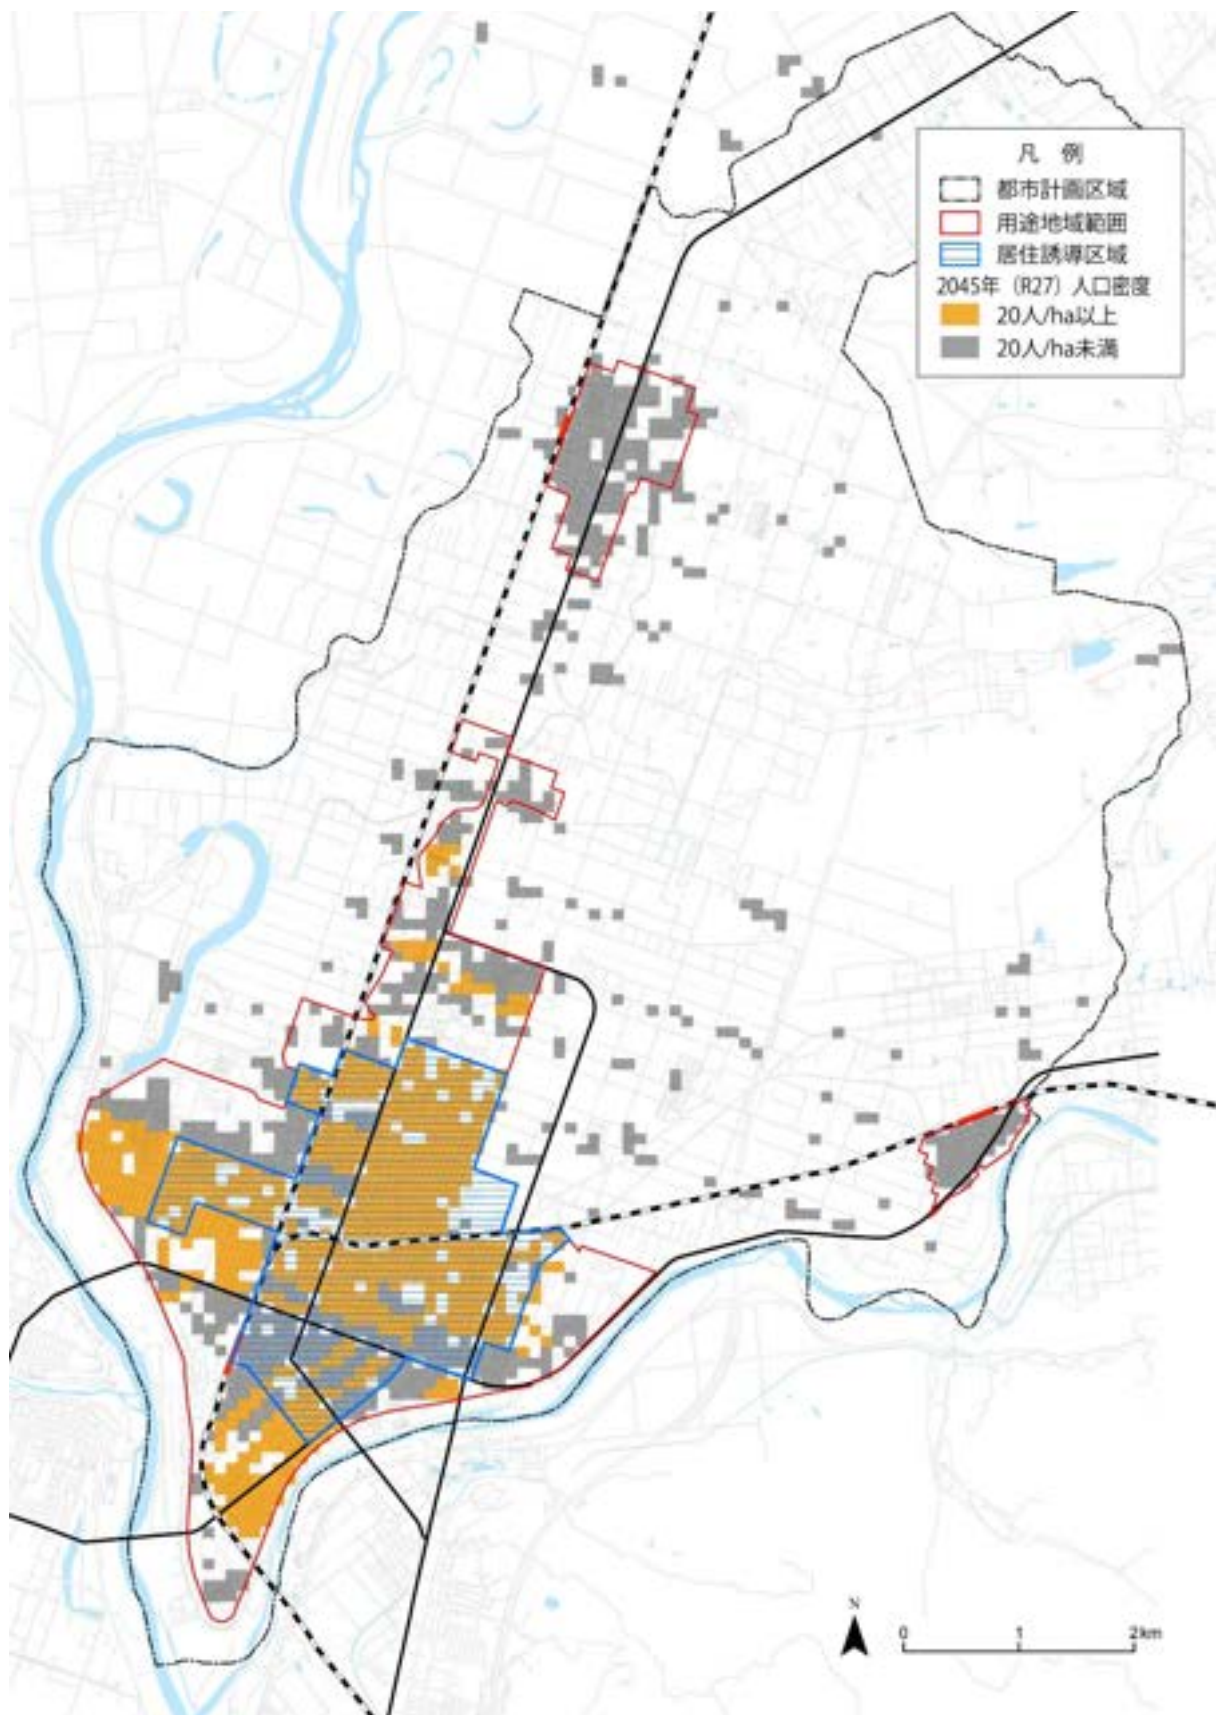 凡 例
都市計画区域
用途地域範囲
居住誘導区域
2045年（R27）人口密度
20人/ha以上
20人/ha未満
N
0 1 2km